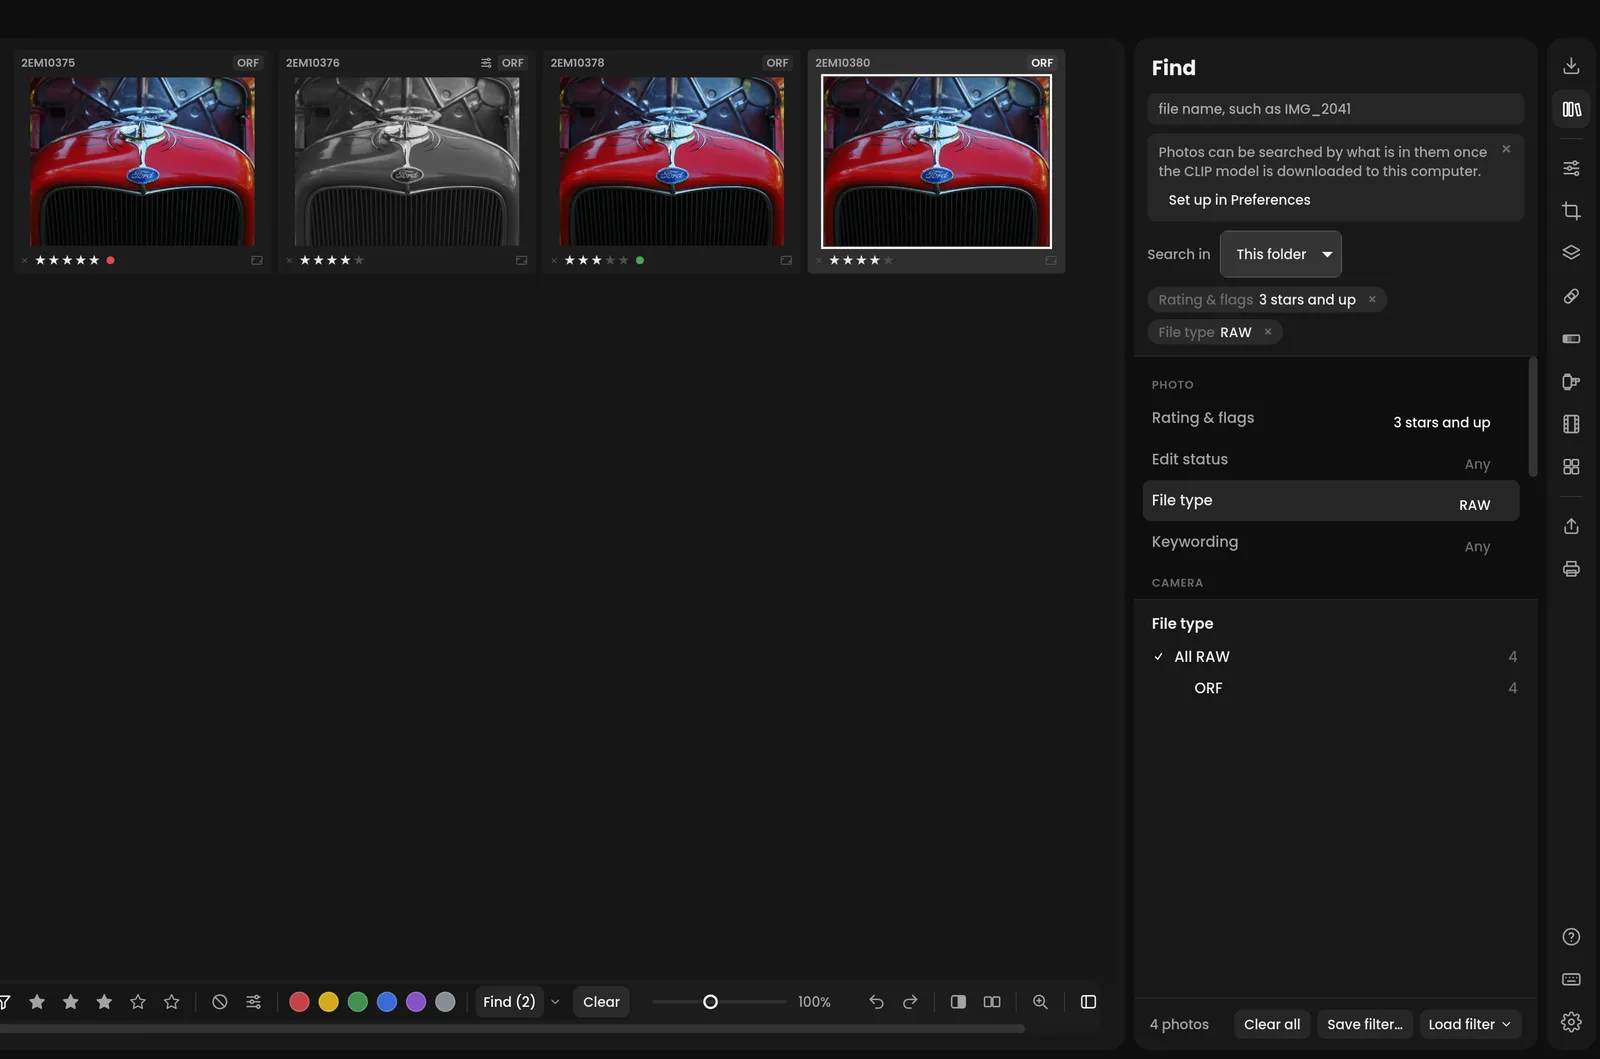 2EM10375 ORF
2EM10376 ORF
2EM10378 ORF
2EM10380 ORF
Ford
Ford
Ford
Ford
Find
file name, such as IMG_2041
Photos can be searched by what is in them once
the CLIP model is downloaded to this computer.
Set up in Preferences
Search in This folder
Rating & flags 3 stars and up
File type RAW
PHOTO
Rating & flags 3 stars and up
Edit status Any
File type RAW
Keywording Any
CAMERA
File type
All RAW 4
ORF 4
Find (2) Clear 100%
4 photos Clear all Save filter... Load filter